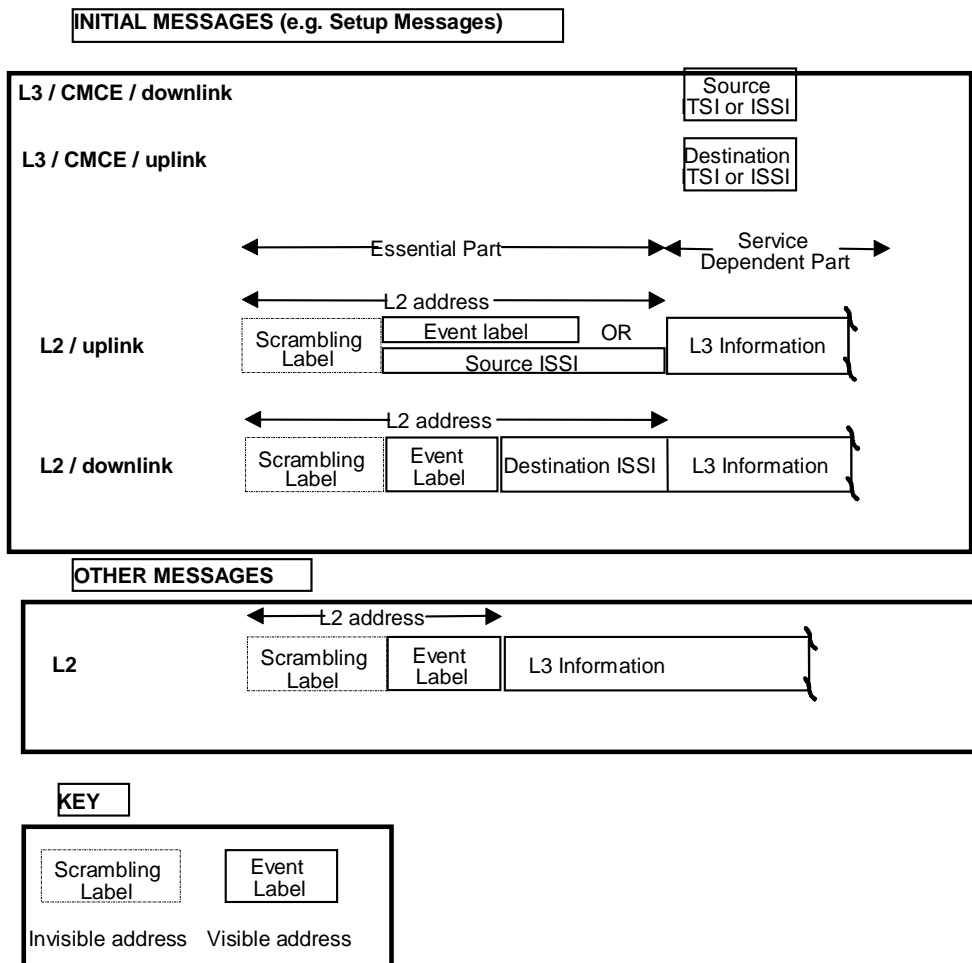 INITIAL MESSAGES (e.g. Setup Messages)
L3 / CMCE / downlink
Source
ITSI or ISSI
L3 / CMCE / uplink
Destination
ITSI or ISSI
Essential Part
Service
Dependent Part
L2 address
L2 / uplink
Scrambling
Label
Event label
OR
Source ISSI
L3 Information
L2 address
L2 / downlink
Scrambling
Label
Event
Label
Destination ISSI
L3 Information
OTHER MESSAGES
L2 address
L2
Scrambling
Label
Event
Label
L3 Information
KEY
Scrambling
Label
Event
Label
Invisible address
Visible address